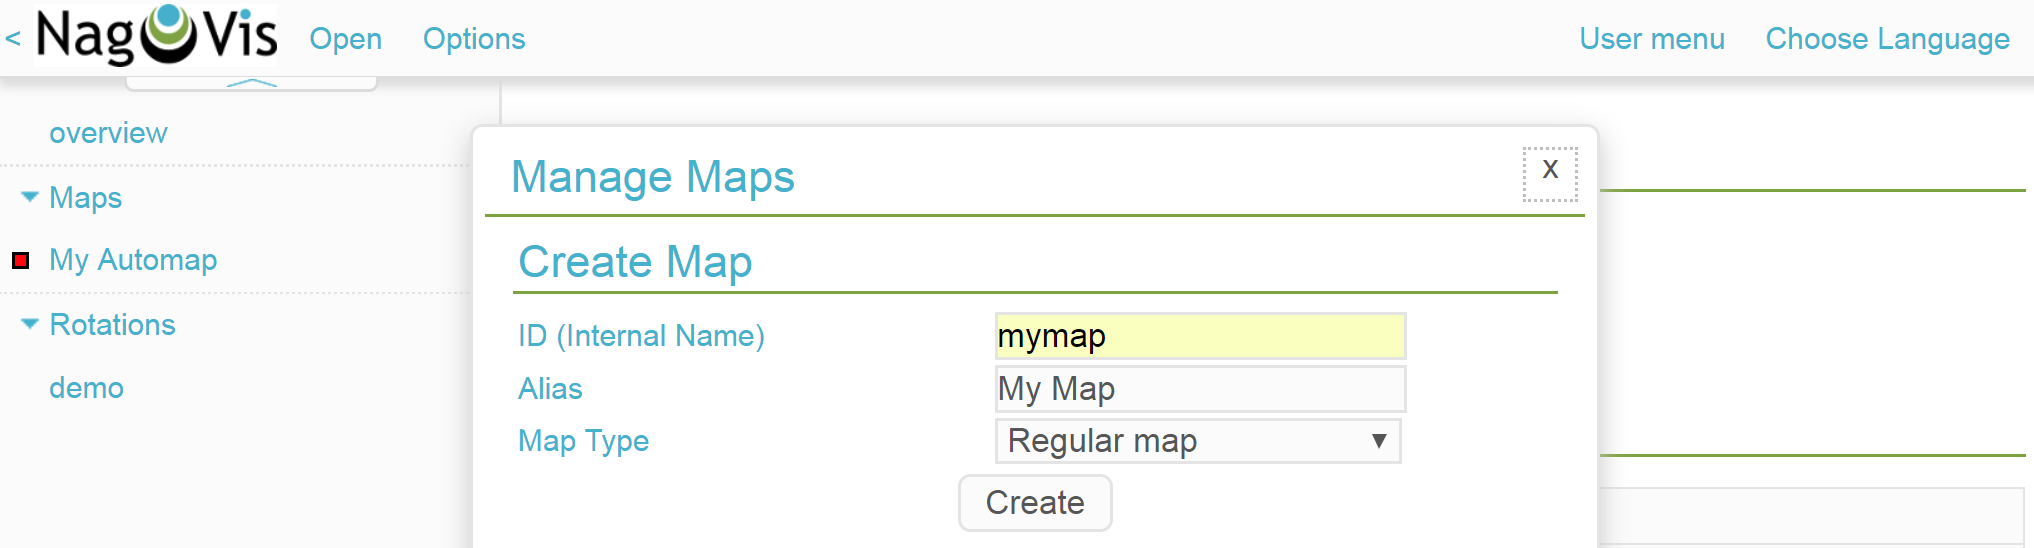 < NagVis Open Options User menu Choose Language
overview
Maps
My Automap
Rotations
demo
Manage Maps x
Create Map
ID (Internal Name) mymap
Alias My Map
Map Type Regular map
Create